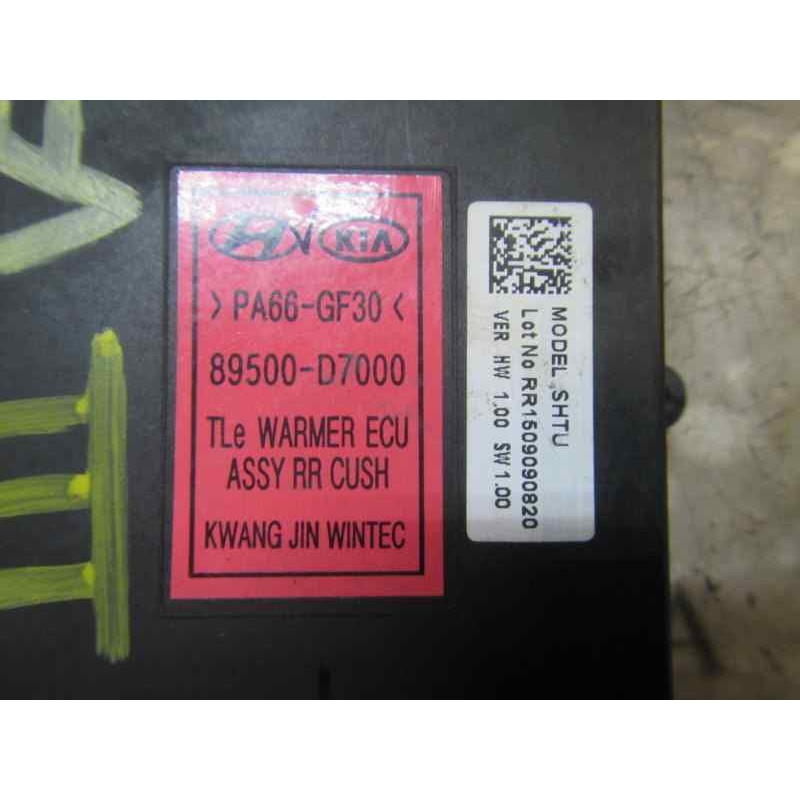 KIA
>PA66-GF30<
89500-D7000
TLe WARMER ECU
ASSY RR CUSH
KWANG JIN WINTEC
MODEL SHTU
Lot No RR1509090820
VER HW 1.00 SW 1.00